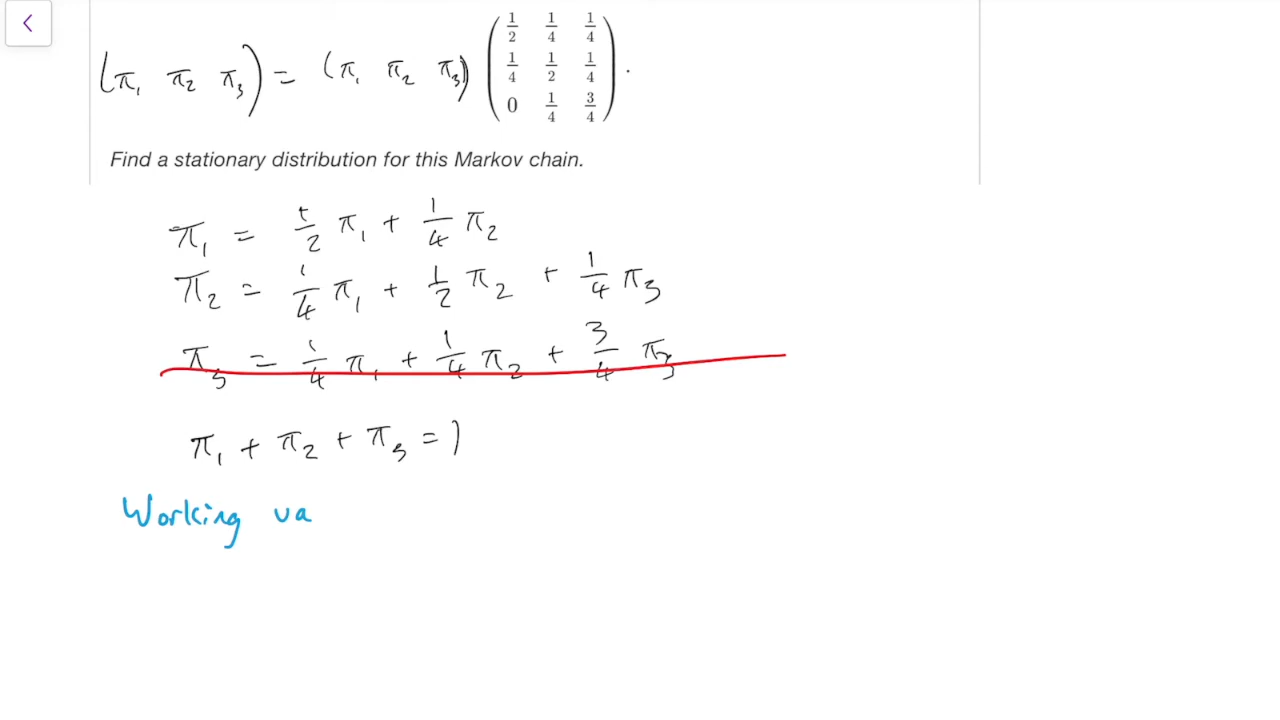 (π₁ π₂ π₃) = (π₁ π₂ π₃) ( 1/2 1/4 1/4
1/4 1/2 1/4
0 1/4 3/4 ).
Find a stationary distribution for this Markov chain.
π₁ = 1/2 π₁ + 1/4 π₂
π₂ = 1/4 π₁ + 1/2 π₂ + 1/4 π₃
π₃ = 1/4 π₁ + 1/4 π₂ + 3/4 π₃
π₁ + π₂ + π₃ = 1
Working va